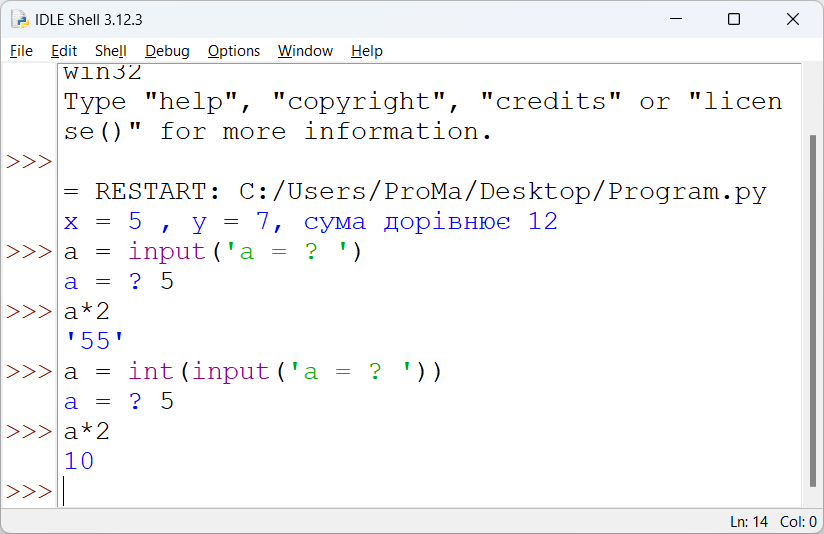 IDLE Shell 3.12.3
File Edit Shell Debug Options Window Help
win32
Type "help", "copyright", "credits" or "licen
se()" for more information.
>>>
= RESTART: C:/Users/ProMa/Desktop/Program.py
x = 5 , y = 7, сума дорівнює 12
>>> a = input('a = ? ')
a = ? 5
>>> a*2
'55'
>>> a = int(input('a = ? '))
a = ? 5
>>> a*2
10
>>>
Ln: 14 Col: 0